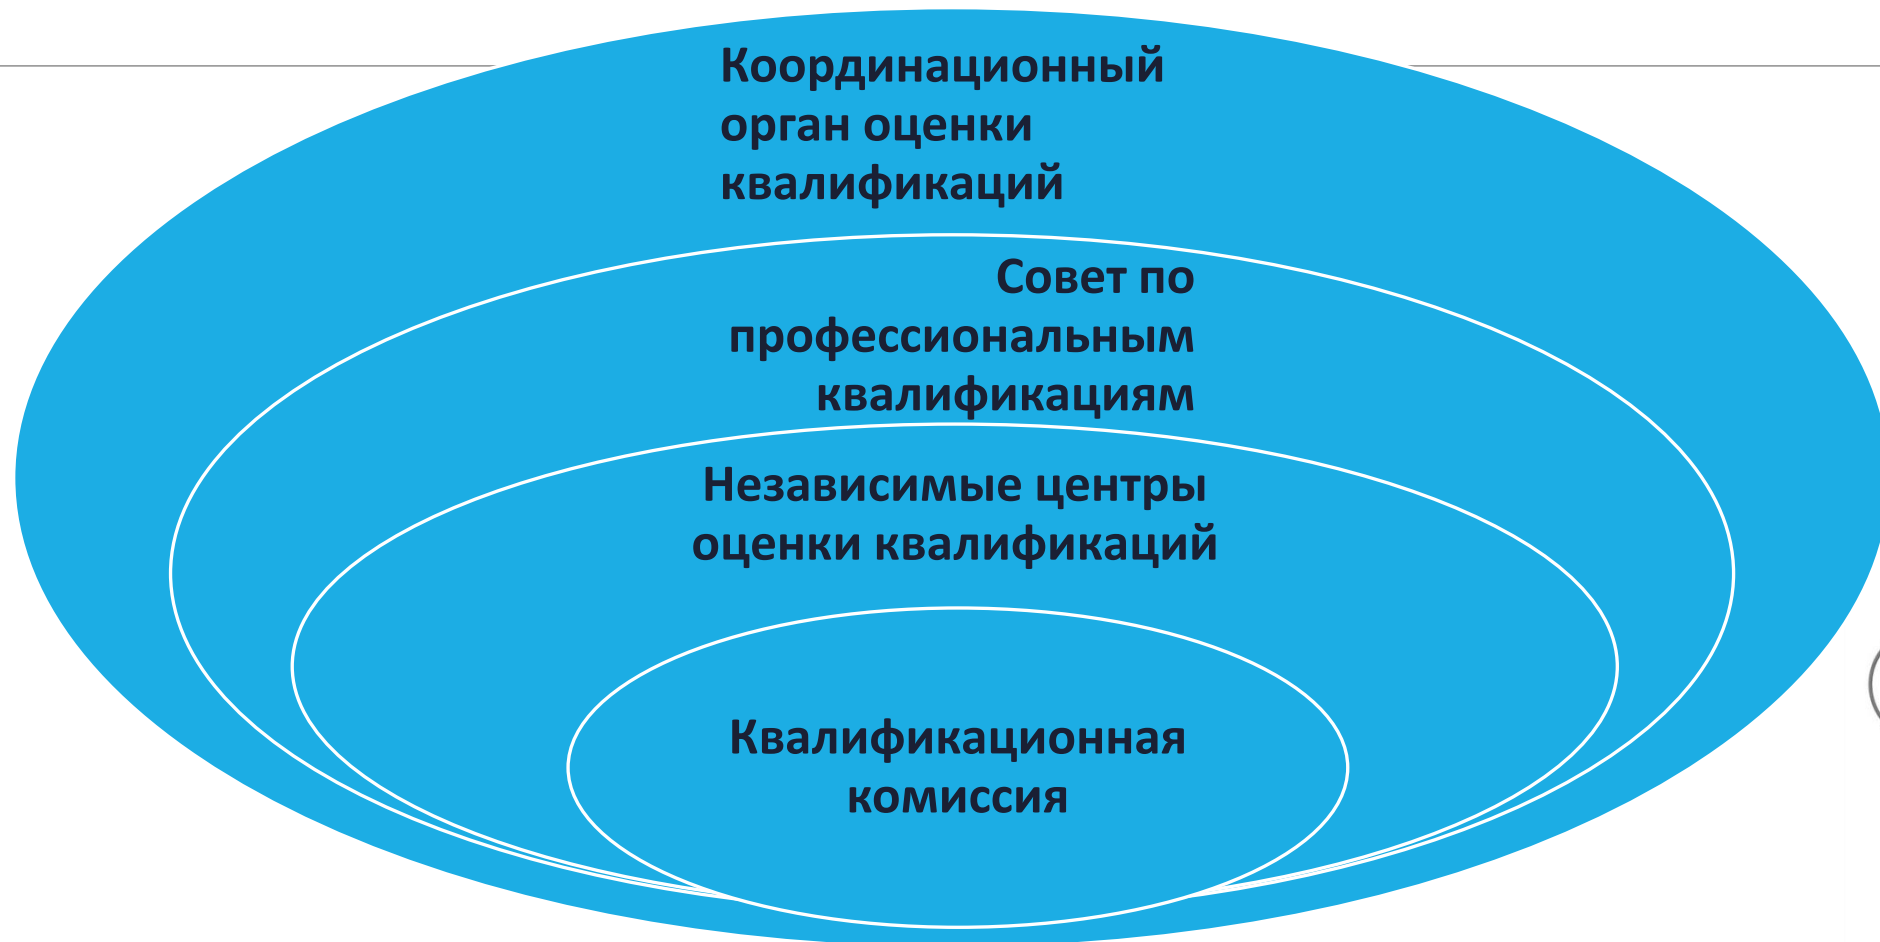 Координационный
орган оценки
квалификаций
Совет по
профессиональным
квалификациям
Независимые центры
оценки квалификаций
Квалификационная
комиссия